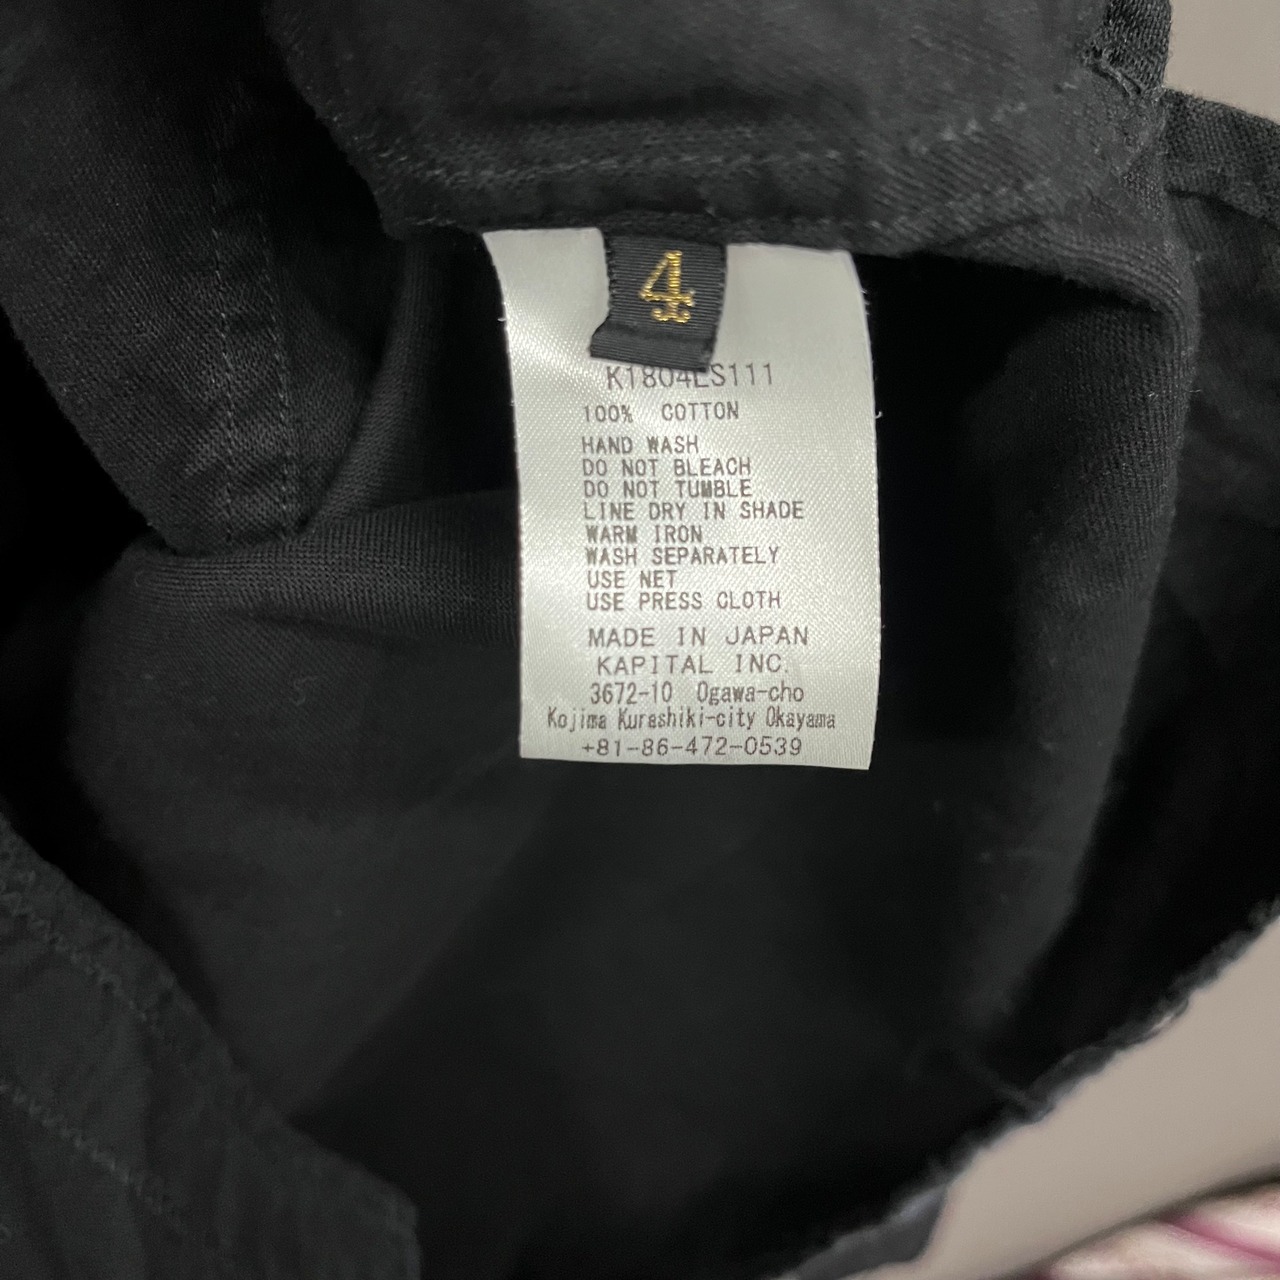 4
K1804LS111
100% COTTON
HAND WASH
DO NOT BLEACH
DO NOT TUMBLE
LINE DRY IN SHADE
WARM IRON
WASH SEPARATELY
USE NET
USE PRESS CLOTH
MADE IN JAPAN
KAPITAL INC.
3672-10 Ogawa-cho
Kojima Kurashiki-city Okayama
+81-86-472-0539